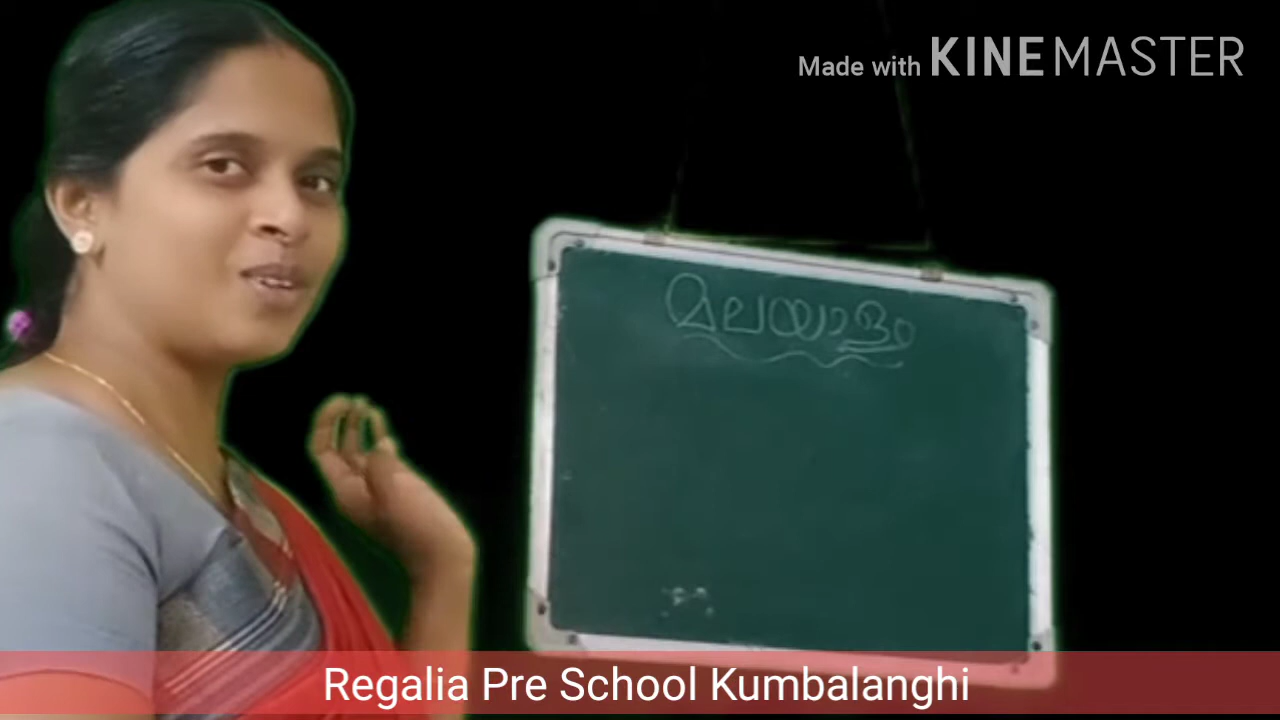 Made with KINEMASTER
മലയാളം
Regalia Pre School Kumbalanghi